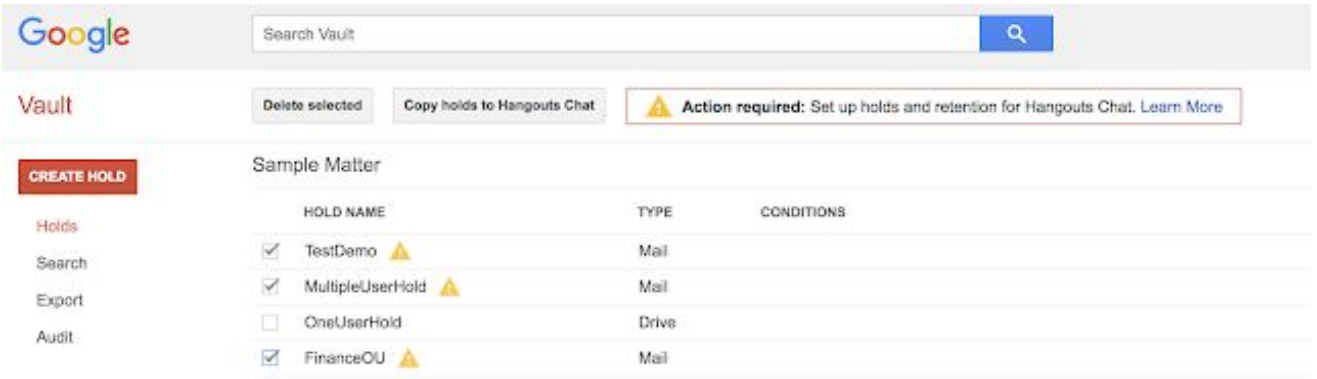 Google
Search Vault
Vault
Delete selected
Copy holds to Hangouts Chat
Action required: Set up holds and retention for Hangouts Chat. Learn More
CREATE HOLD
Holds
Search
Export
Audit
Sample Matter
HOLD NAME TYPE CONDITIONS
TestDemo Mail
MultipleUserHold Mail
OneUserHold Drive
FinanceOU Mail